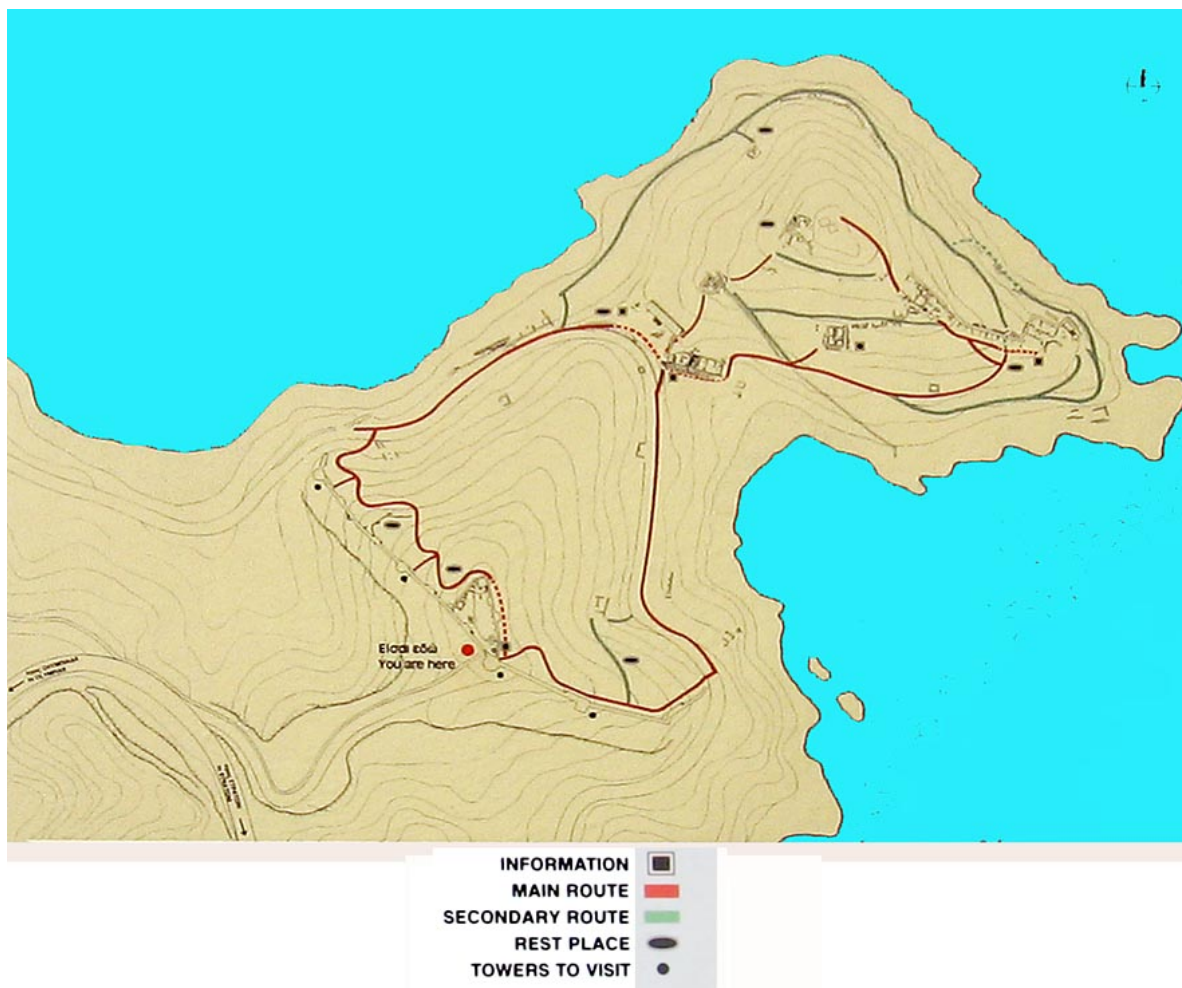 Είσαι εδώ
You are here
INFORMATION
MAIN ROUTE
SECONDARY ROUTE
REST PLACE
TOWERS TO VISIT